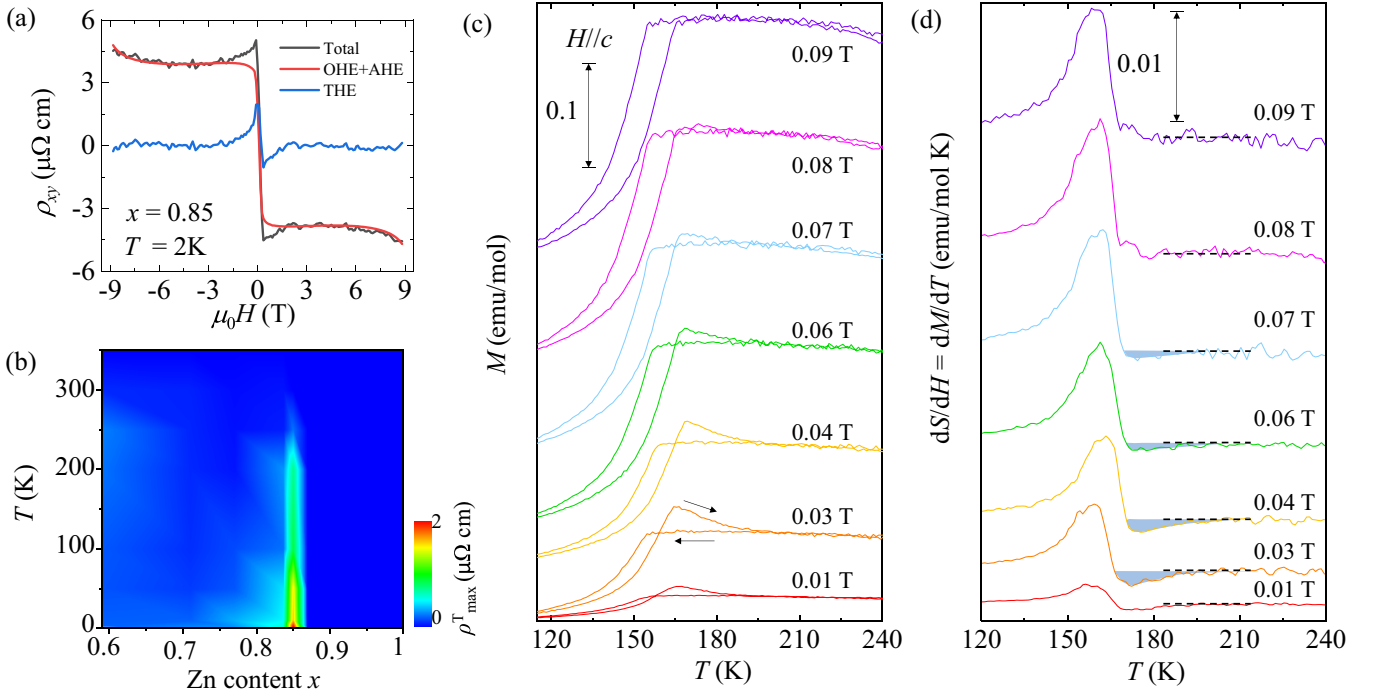 (a)
6
3
0
-3
-6
ρxy (μΩ cm)
Total
OHE+AHE
THE
x = 0.85
T = 2K
-9 -6 -3 0 3 6 9
μ0H (T)
(b)
300
200
100
0
T (K)
0.6 0.7 0.8 0.9 1
Zn content x
2
0
ρTmax (μΩ cm)
(c)
H//c
0.1
0.09 T
0.08 T
0.07 T
0.06 T
0.04 T
0.03 T
0.01 T
M (emu/mol)
120 150 180 210 240
T (K)
(d)
0.01
0.09 T
0.08 T
0.07 T
0.06 T
0.04 T
0.03 T
0.01 T
dS/dH = dM/dT (emu/mol K)
120 150 180 210 240
T (K)